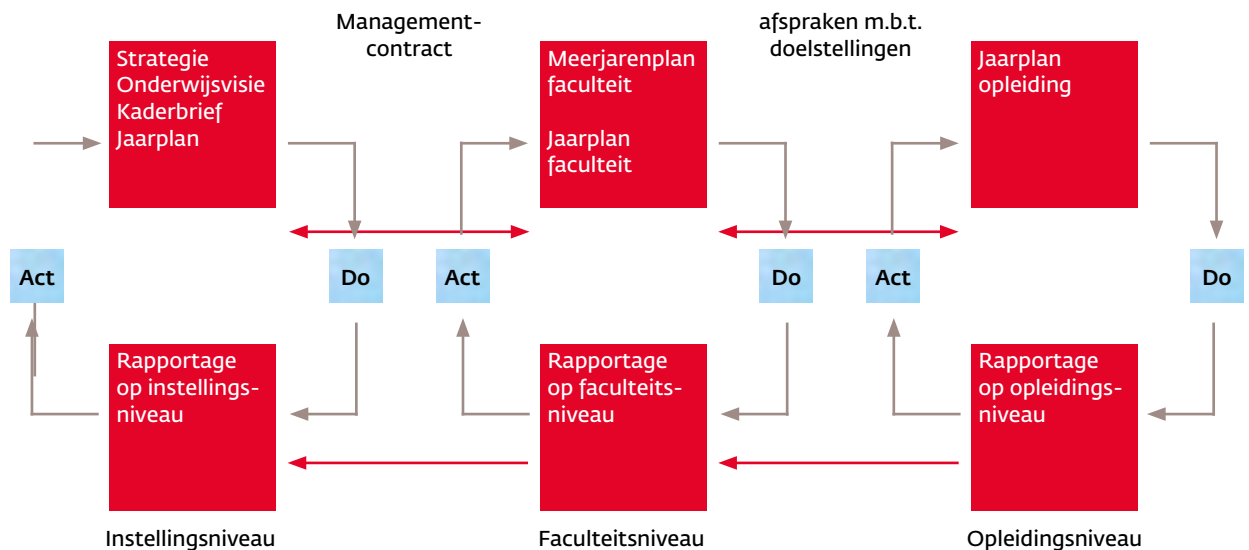 Management-
contract
afspraken m.b.t.
doelstellingen
Strategie
Onderwijsvisie
Kaderbrief
Jaarplan
Meerjarenplan
faculteit
Jaarplan
faculteit
Jaarplan
opleiding
Act
Do
Act
Do
Act
Do
Rapportage
op instellings-
niveau
Rapportage
op faculteits-
niveau
Rapportage
op opleidings-
niveau
Instellingsniveau
Faculteitsniveau
Opleidingsniveau